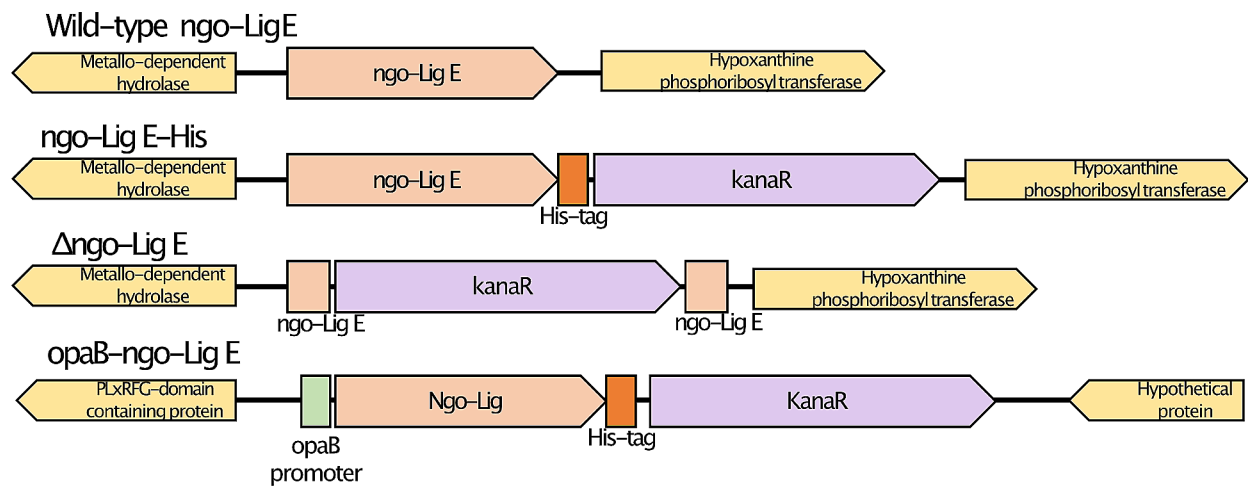 Wild–type ngo–LigE
Metallo–dependent
hydrolase
ngo–Lig E
Hypoxanthine
phosphoribosyl transferase
ngo–Lig E–His
Metallo–dependent
hydrolase
ngo–Lig E
His–tag
kanaR
Hypoxanthine
phosphoribosyl transferase
Δngo–Lig E
Metallo–dependent
hydrolase
ngo–Lig E
kanaR
ngo–Lig E
Hypoxanthine
phosphoribosyl transferase
opaB–ngo–Lig E
PLxRFG–domain
containing protein
opaB
promoter
Ngo–Lig
His–tag
KanaR
Hypothetical
protein